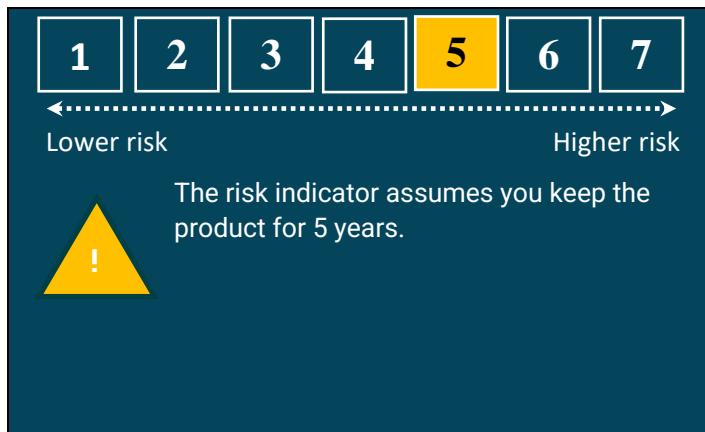 1 2 3 4 5 6 7
Lower risk Higher risk
The risk indicator assumes you keep the
product for 5 years.
!